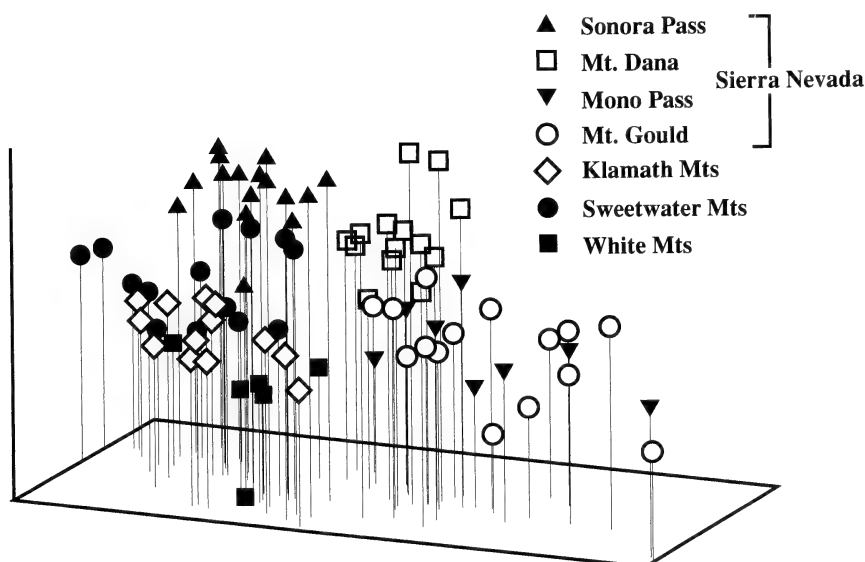 Sonora Pass
Mt. Dana
Sierra Nevada
Mono Pass
Mt. Gould
Klamath Mts
Sweetwater Mts
White Mts